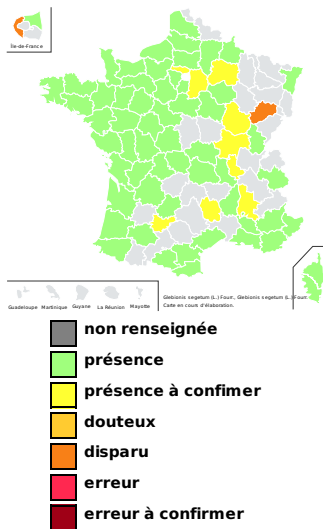 Île-de-France
Guadeloupe Martinique Guyane La Réunion Mayotte
Glebionis segetum (L.) Fourr., Glebionis segetum (L.) Fourr.
Carte en cours d'élaboration.
non renseignée
présence
présence à confimer
douteux
disparu
erreur
erreur à confirmer